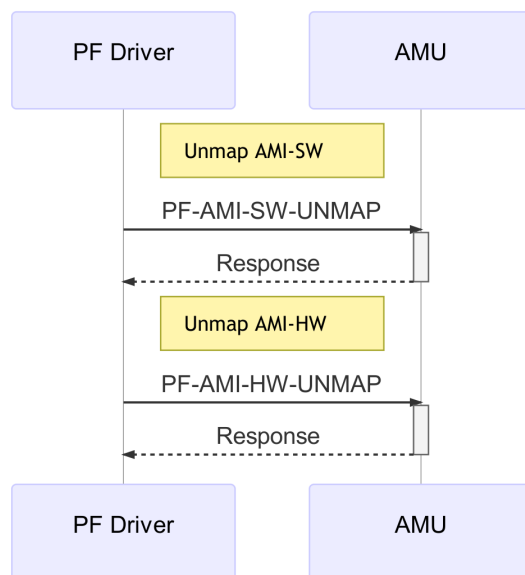 PF Driver
AMU
Unmap AMI-SW
PF-AMI-SW-UNMAP
Response
Unmap AMI-HW
PF-AMI-HW-UNMAP
Response
PF Driver
AMU